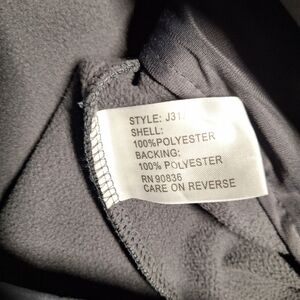 STYLE: J31
SHELL:
100%POLYESTER
BACKING:
100% POLYESTER
RN 90836
CARE ON REVERSE